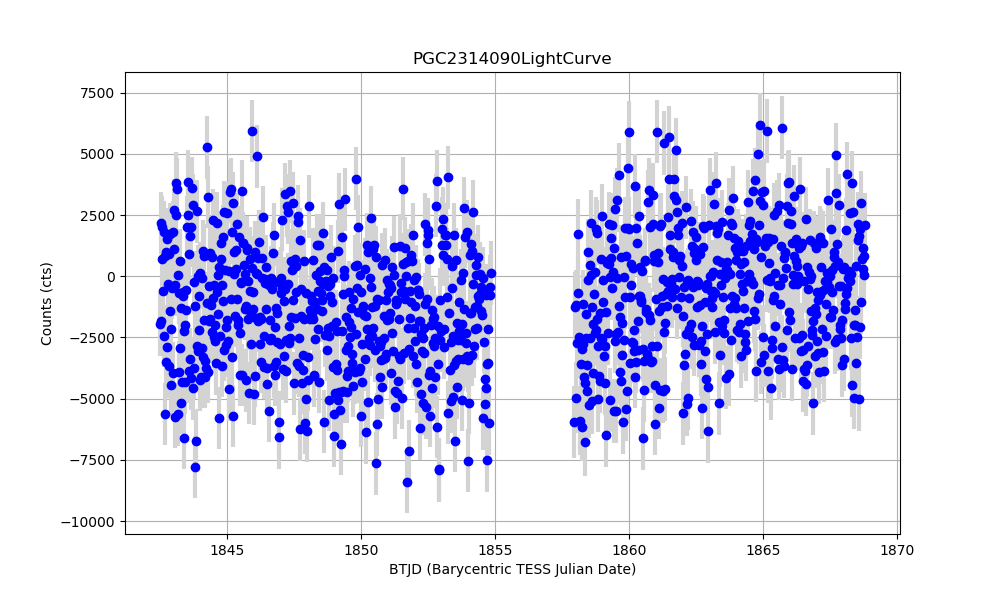 PGC2314090LightCurve
7500
5000
2500
0
−2500
−5000
−7500
−10000
Counts (cts)
1845 1850 1855 1860 1865 1870
BTJD (Barycentric TESS Julian Date)